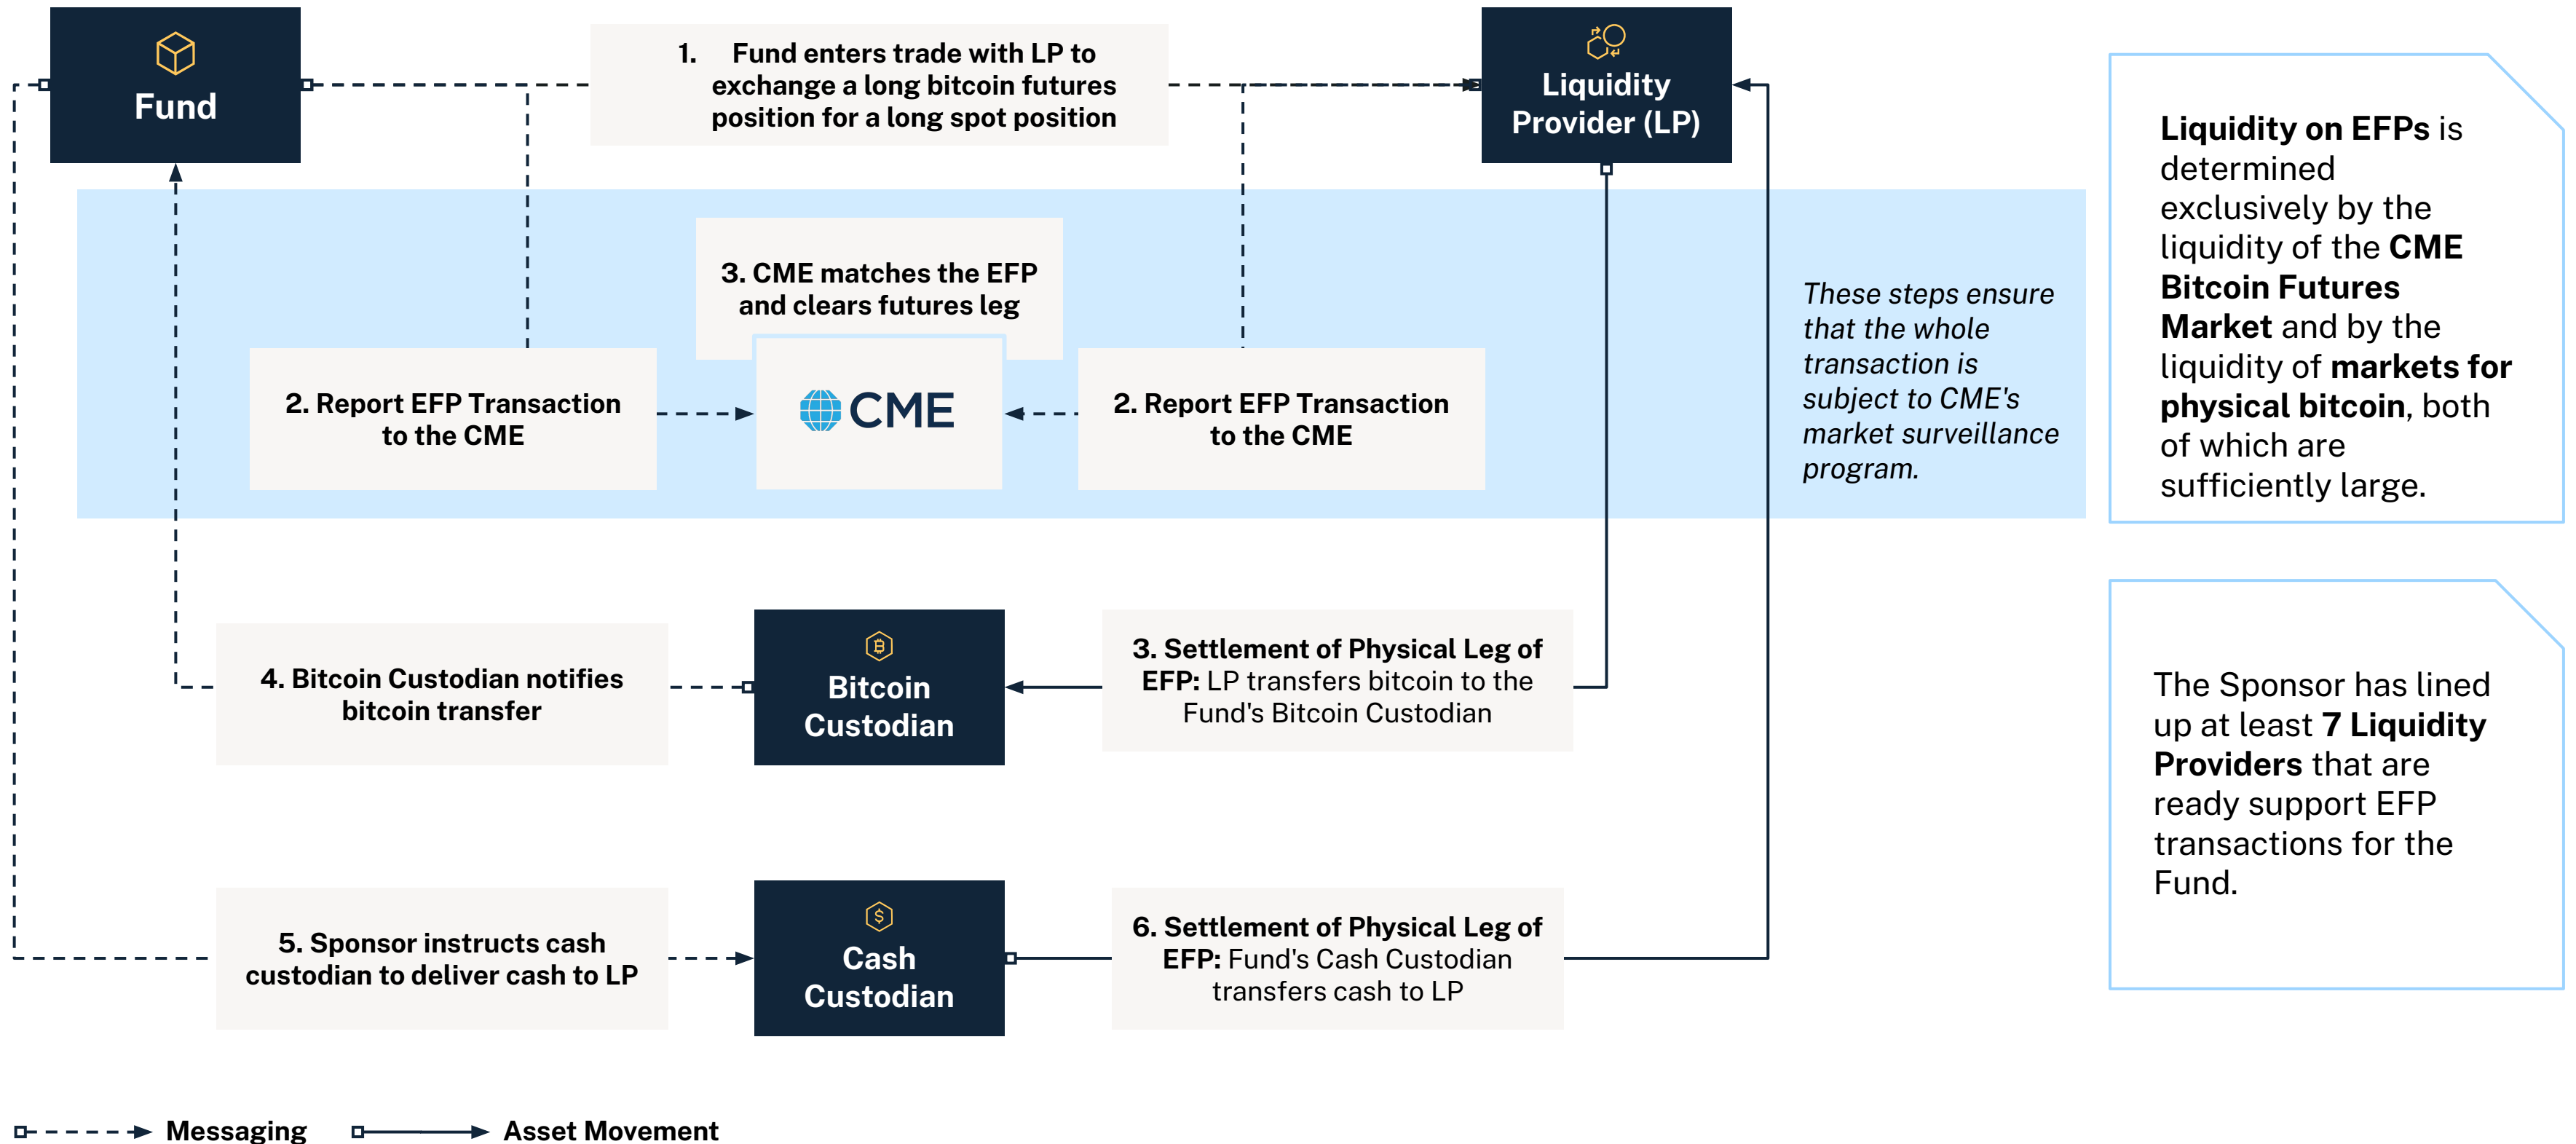 Fund
1. Fund enters trade with LP to
exchange a long bitcoin futures
position for a long spot position
Liquidity
Provider (LP)
3. CME matches the EFP
and clears futures leg
2. Report EFP Transaction
to the CME
CME
2. Report EFP Transaction
to the CME
These steps ensure
that the whole
transaction is
subject to CME's
market surveillance
program.
4. Bitcoin Custodian notifies
bitcoin transfer
Bitcoin
Custodian
3. Settlement of Physical Leg of
EFP: LP transfers bitcoin to the
Fund's Bitcoin Custodian
5. Sponsor instructs cash
custodian to deliver cash to LP
Cash
Custodian
6. Settlement of Physical Leg of
EFP: Fund's Cash Custodian
transfers cash to LP
Liquidity on EFPs is
determined
exclusively by the
liquidity of the CME
Bitcoin Futures
Market and by the
liquidity of markets for
physical bitcoin, both
of which are
sufficiently large.
The Sponsor has lined
up at least 7 Liquidity
Providers that are
ready support EFP
transactions for the
Fund.
Messaging
Asset Movement